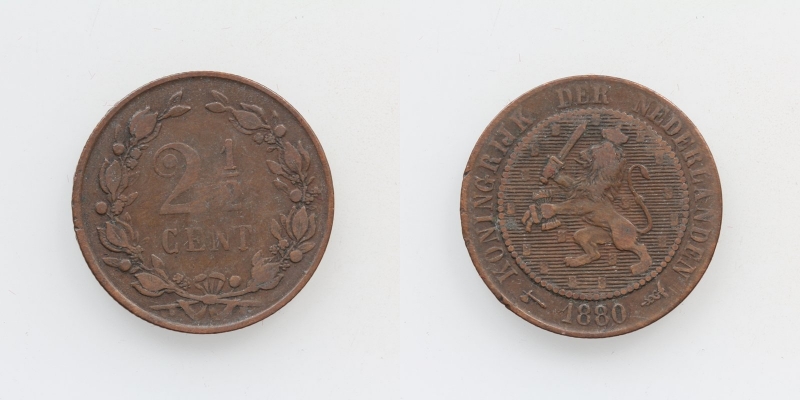 2 1/2
CENT
KONINGRIJK DER NEDERLANDEN
1880